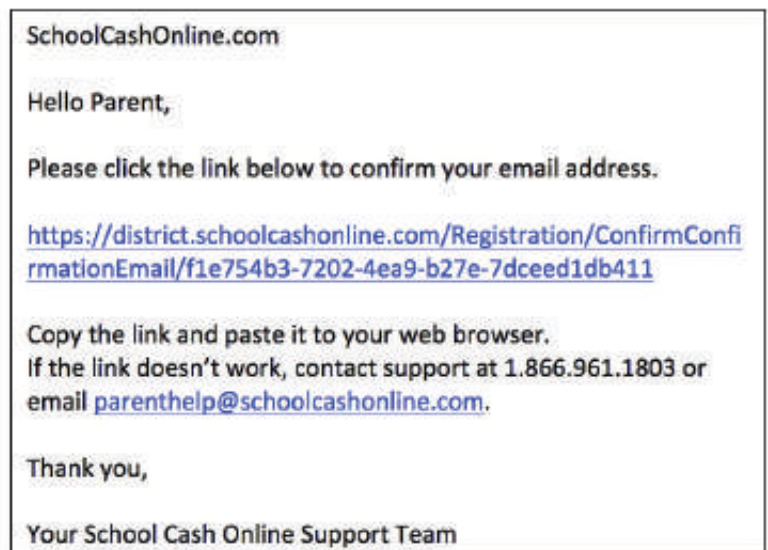 SchoolCashOnline.com
Hello Parent,
Please click the link below to confirm your email address.
https://district.schoolcashonline.com/Registration/ConfirmConfi
rmationEmail/f1e754b3-7202-4ea9-b27e-7dceed1db411
Copy the link and paste it to your web browser.
If the link doesn't work, contact support at 1.866.961.1803 or
email parenthelp@schoolcashonline.com.
Thank you,
Your School Cash Online Support Team